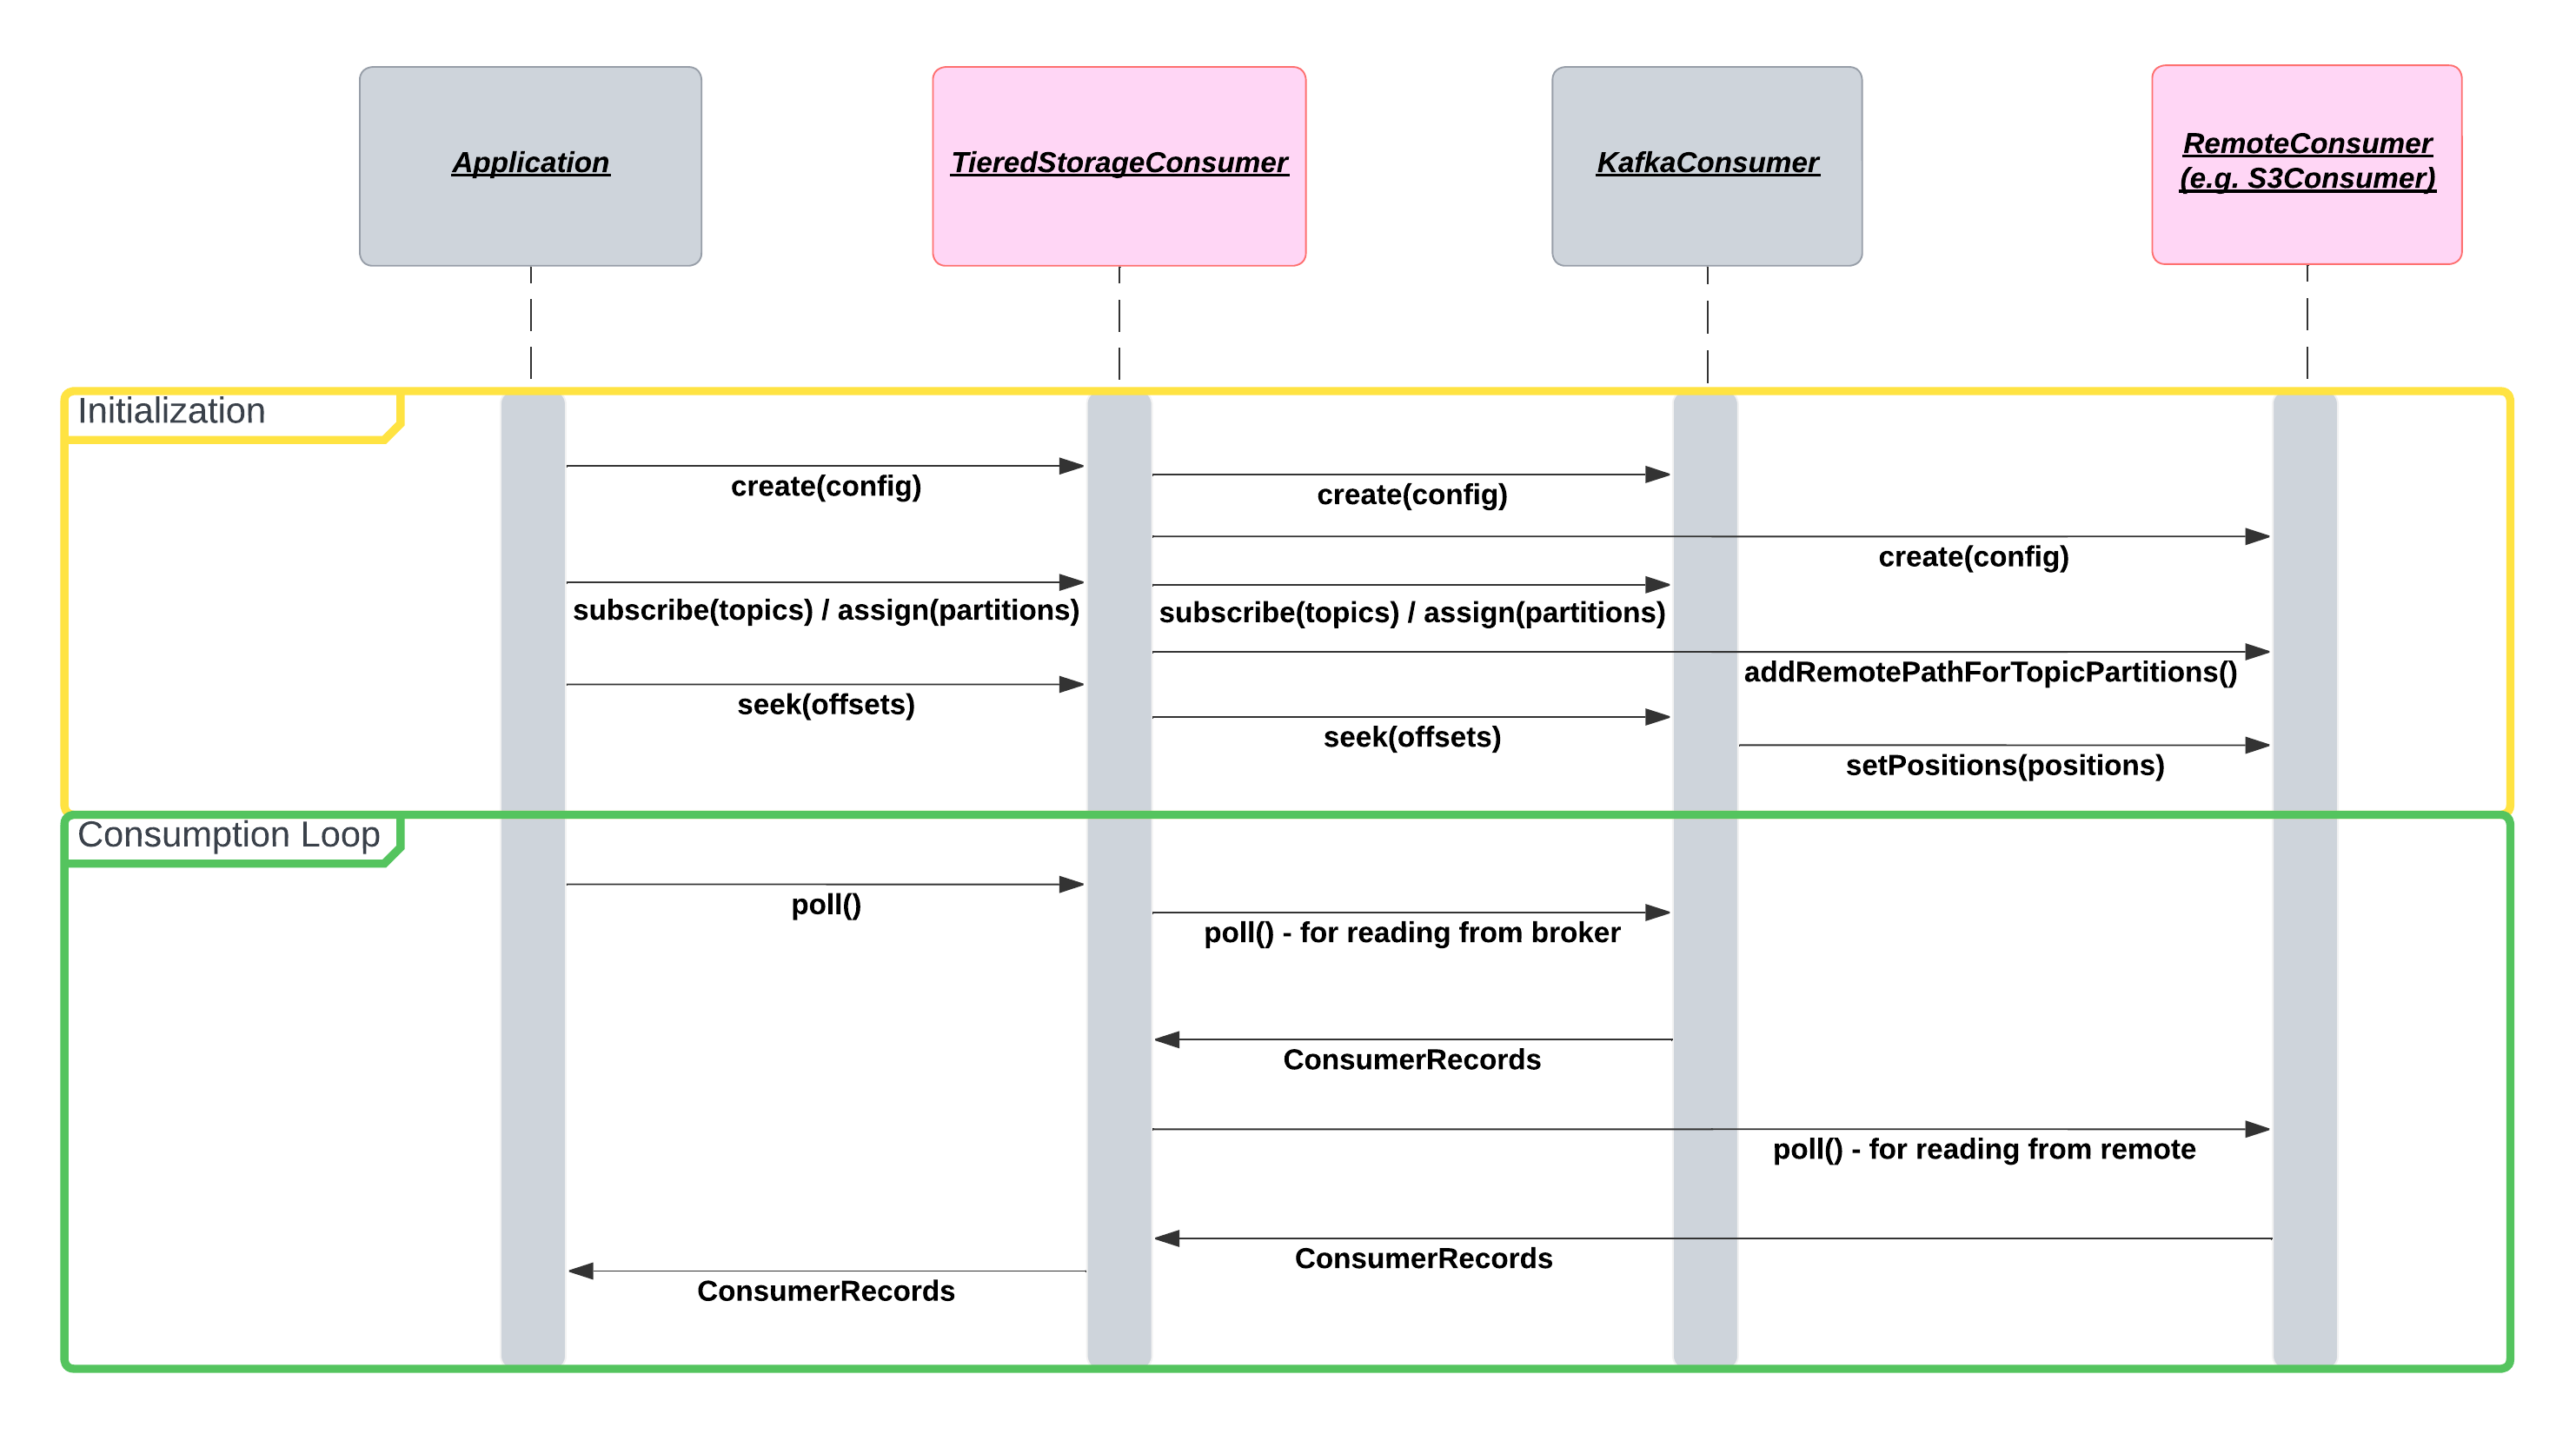 Application
TieredStorageConsumer
KafkaConsumer
RemoteConsumer
(e.g. S3Consumer)
Initialization
create(config)
create(config)
create(config)
subscribe(topics) / assign(partitions)
subscribe(topics) / assign(partitions)
addRemotePathForTopicPartitions()
seek(offsets)
seek(offsets)
setPositions(positions)
Consumption Loop
poll()
poll() - for reading from broker
ConsumerRecords
poll() - for reading from remote
ConsumerRecords
ConsumerRecords